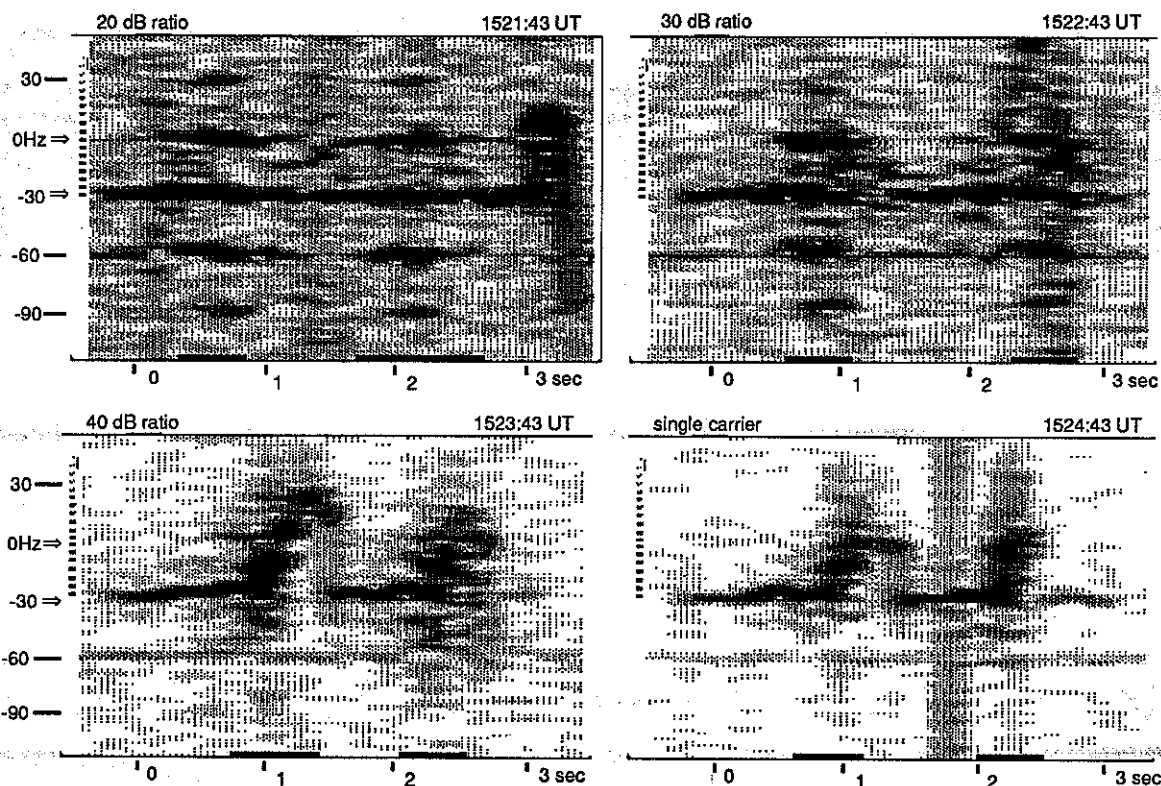 20 dB ratio 1521:43 UT
30 dB ratio 1522:43 UT
30
0Hz ⇒
-30 ⇒
-60
-90
0 1 2 3 sec
0 1 2 3 sec
40 dB ratio 1523:43 UT
single carrier 1524:43 UT
30
0Hz ⇒
-30 ⇒
-60
-90
0 1 2 3 sec
0 1 2 3 sec